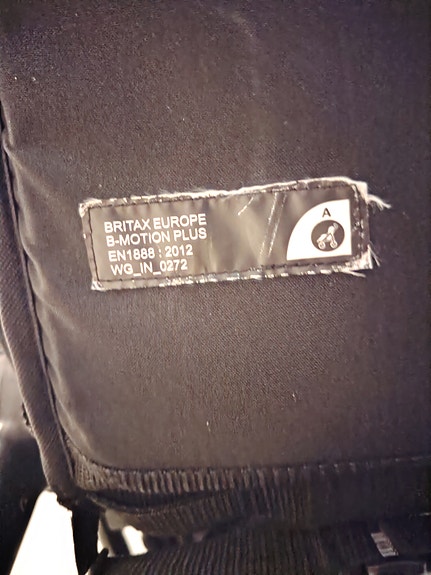 BRITAX EUROPE
B-MOTION PLUS
EN1888 : 2012
WG_IN_0272
A